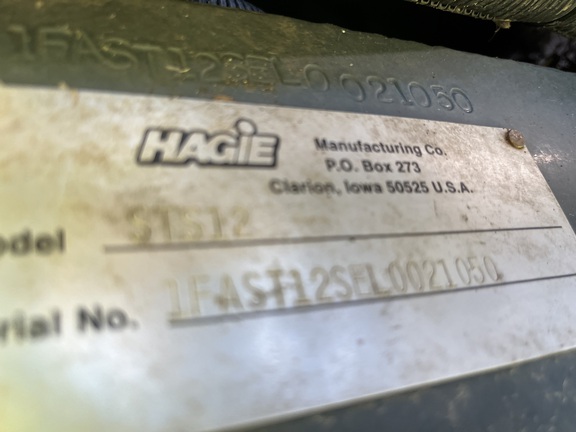 1FAST12SEL0021050
HAGIE
Manufacturing Co.
P.O. Box 273
Clarion, Iowa 50525 U.S.A.
odel STS12
rial No. 1FAST12SEL0021050